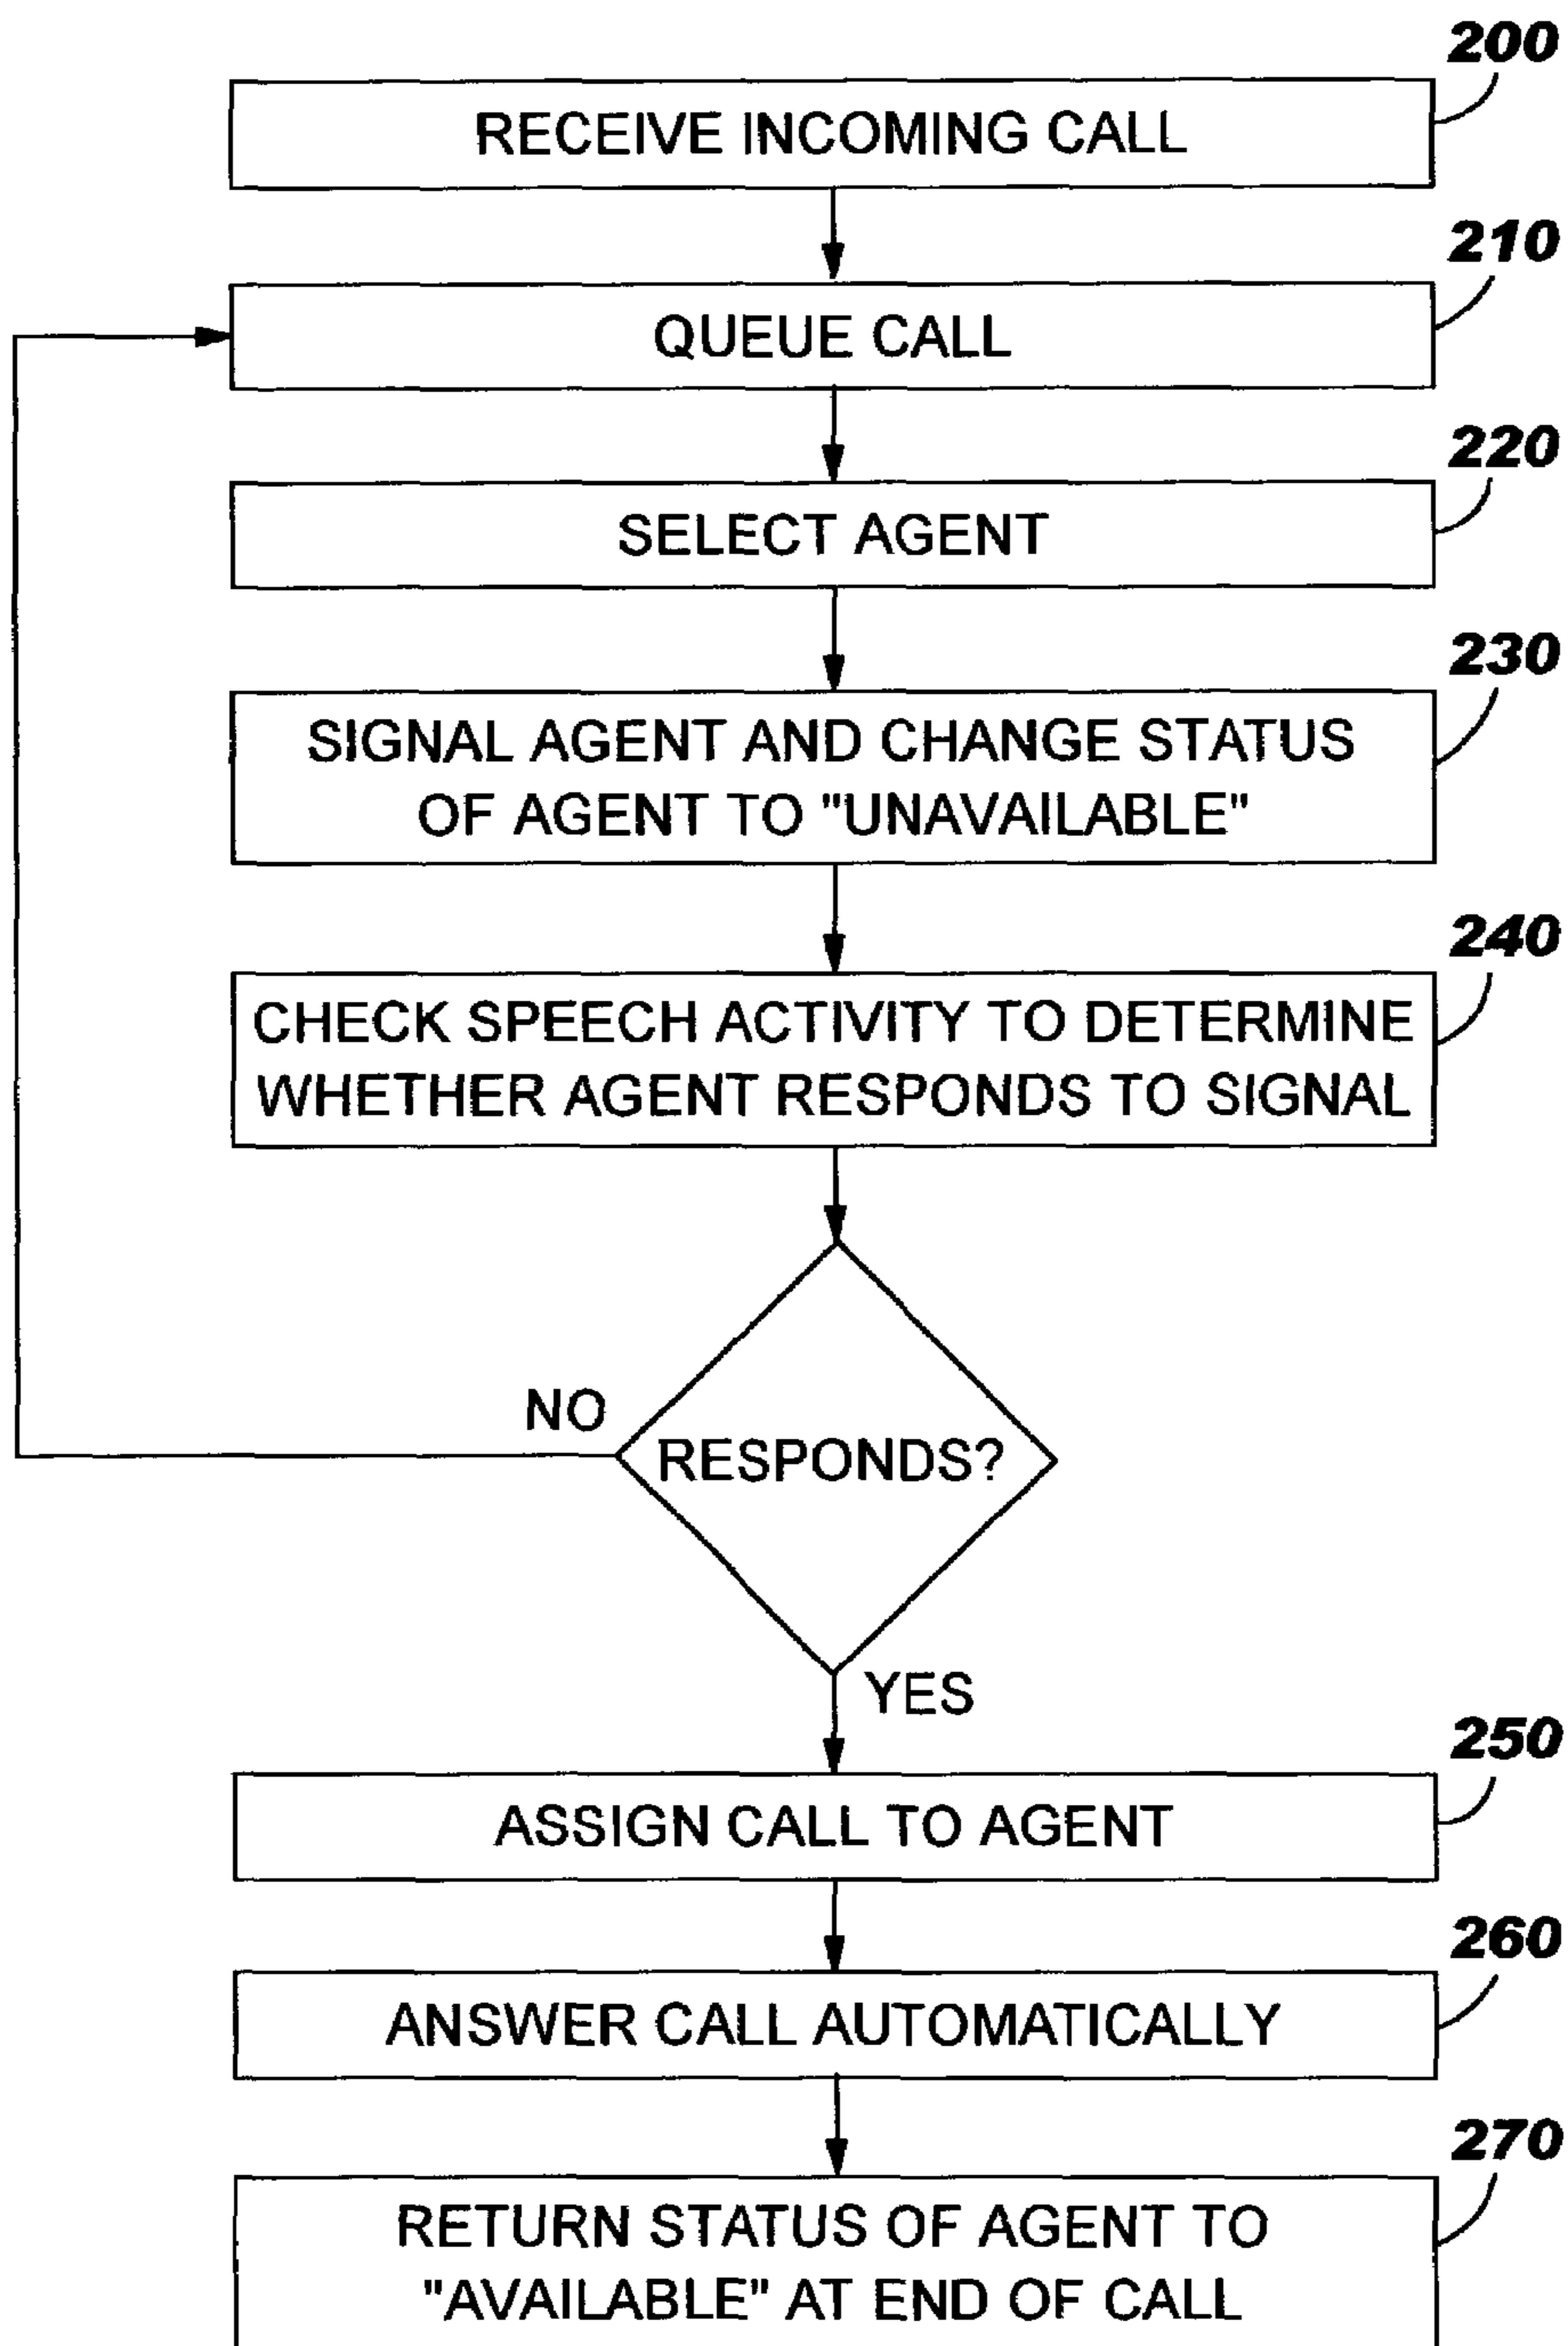 200
RECEIVE INCOMING CALL
210
QUEUE CALL
220
SELECT AGENT
230
SIGNAL AGENT AND CHANGE STATUS
OF AGENT TO "UNAVAILABLE"
240
CHECK SPEECH ACTIVITY TO DETERMINE
WHETHER AGENT RESPONDS TO SIGNAL
NO
RESPONDS?
YES
250
ASSIGN CALL TO AGENT
260
ANSWER CALL AUTOMATICALLY
270
RETURN STATUS OF AGENT TO
"AVAILABLE" AT END OF CALL